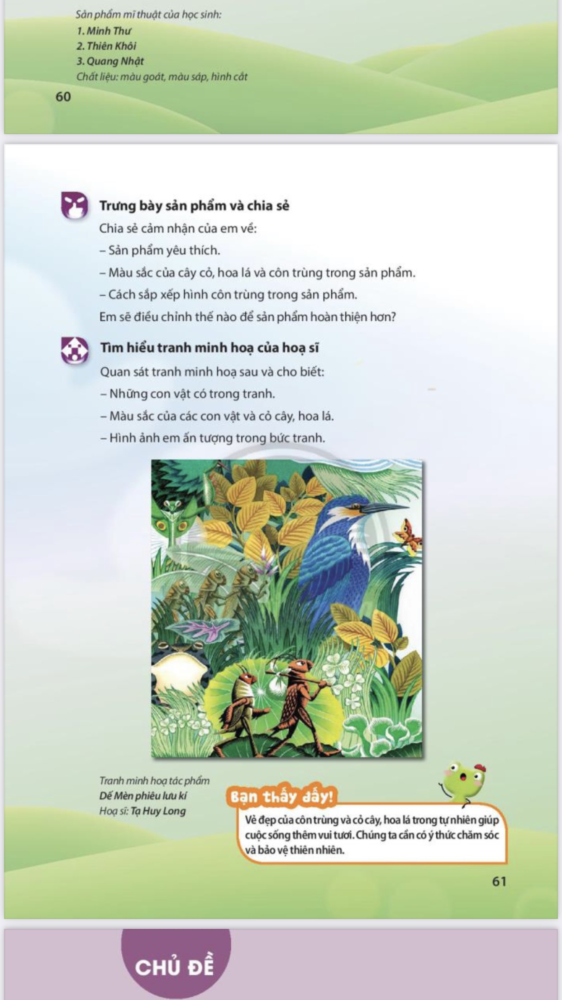 Sản phẩm mĩ thuật của học sinh:
1. Minh Thư
2. Thiên Khôi
3. Quang Nhật
Chất liệu: màu goát, màu sáp, hình cắt
60
Trưng bày sản phẩm và chia sẻ
Chia sẻ cảm nhận của em về:
– Sản phẩm yêu thích.
– Màu sắc của cây cỏ, hoa lá và côn trùng trong sản phẩm.
– Cách sắp xếp hình côn trùng trong sản phẩm.
Em sẽ điều chỉnh thế nào để sản phẩm hoàn thiện hơn?
Tìm hiểu tranh minh hoạ của hoạ sĩ
Quan sát tranh minh hoạ sau và cho biết:
– Những con vật có trong tranh.
– Màu sắc của các con vật và cỏ cây, hoa lá.
– Hình ảnh em ấn tượng trong bức tranh.
Tranh minh hoạ tác phẩm
Dế Mèn phiêu lưu kí
Hoạ sĩ: Tạ Huy Long
Bạn thấy đấy!
Vẻ đẹp của côn trùng và cỏ cây, hoa lá trong tự nhiên giúp
cuộc sống thêm vui tươi. Chúng ta cần có ý thức chăm sóc
và bảo vệ thiên nhiên.
61
CHỦ ĐỀ